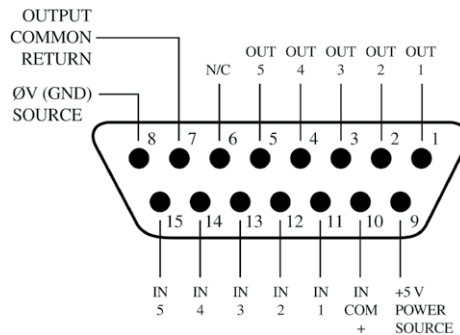 OUTPUT
COMMON
RETURN
ØV (GND)
SOURCE
N/C
OUT
5
OUT
4
OUT
3
OUT
2
OUT
1
8 7 6 5 4 3 2 1
15 14 13 12 11 10 9
IN
5
IN
4
IN
3
IN
2
IN
1
IN
COM
+
+5 V
POWER
SOURCE